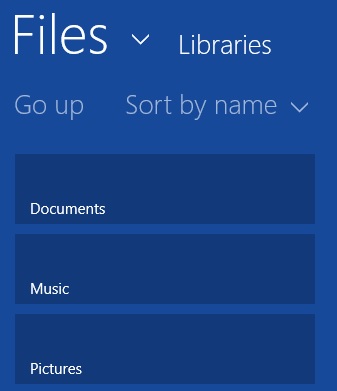 Files Libraries
Go up Sort by name
Documents
Music
Pictures